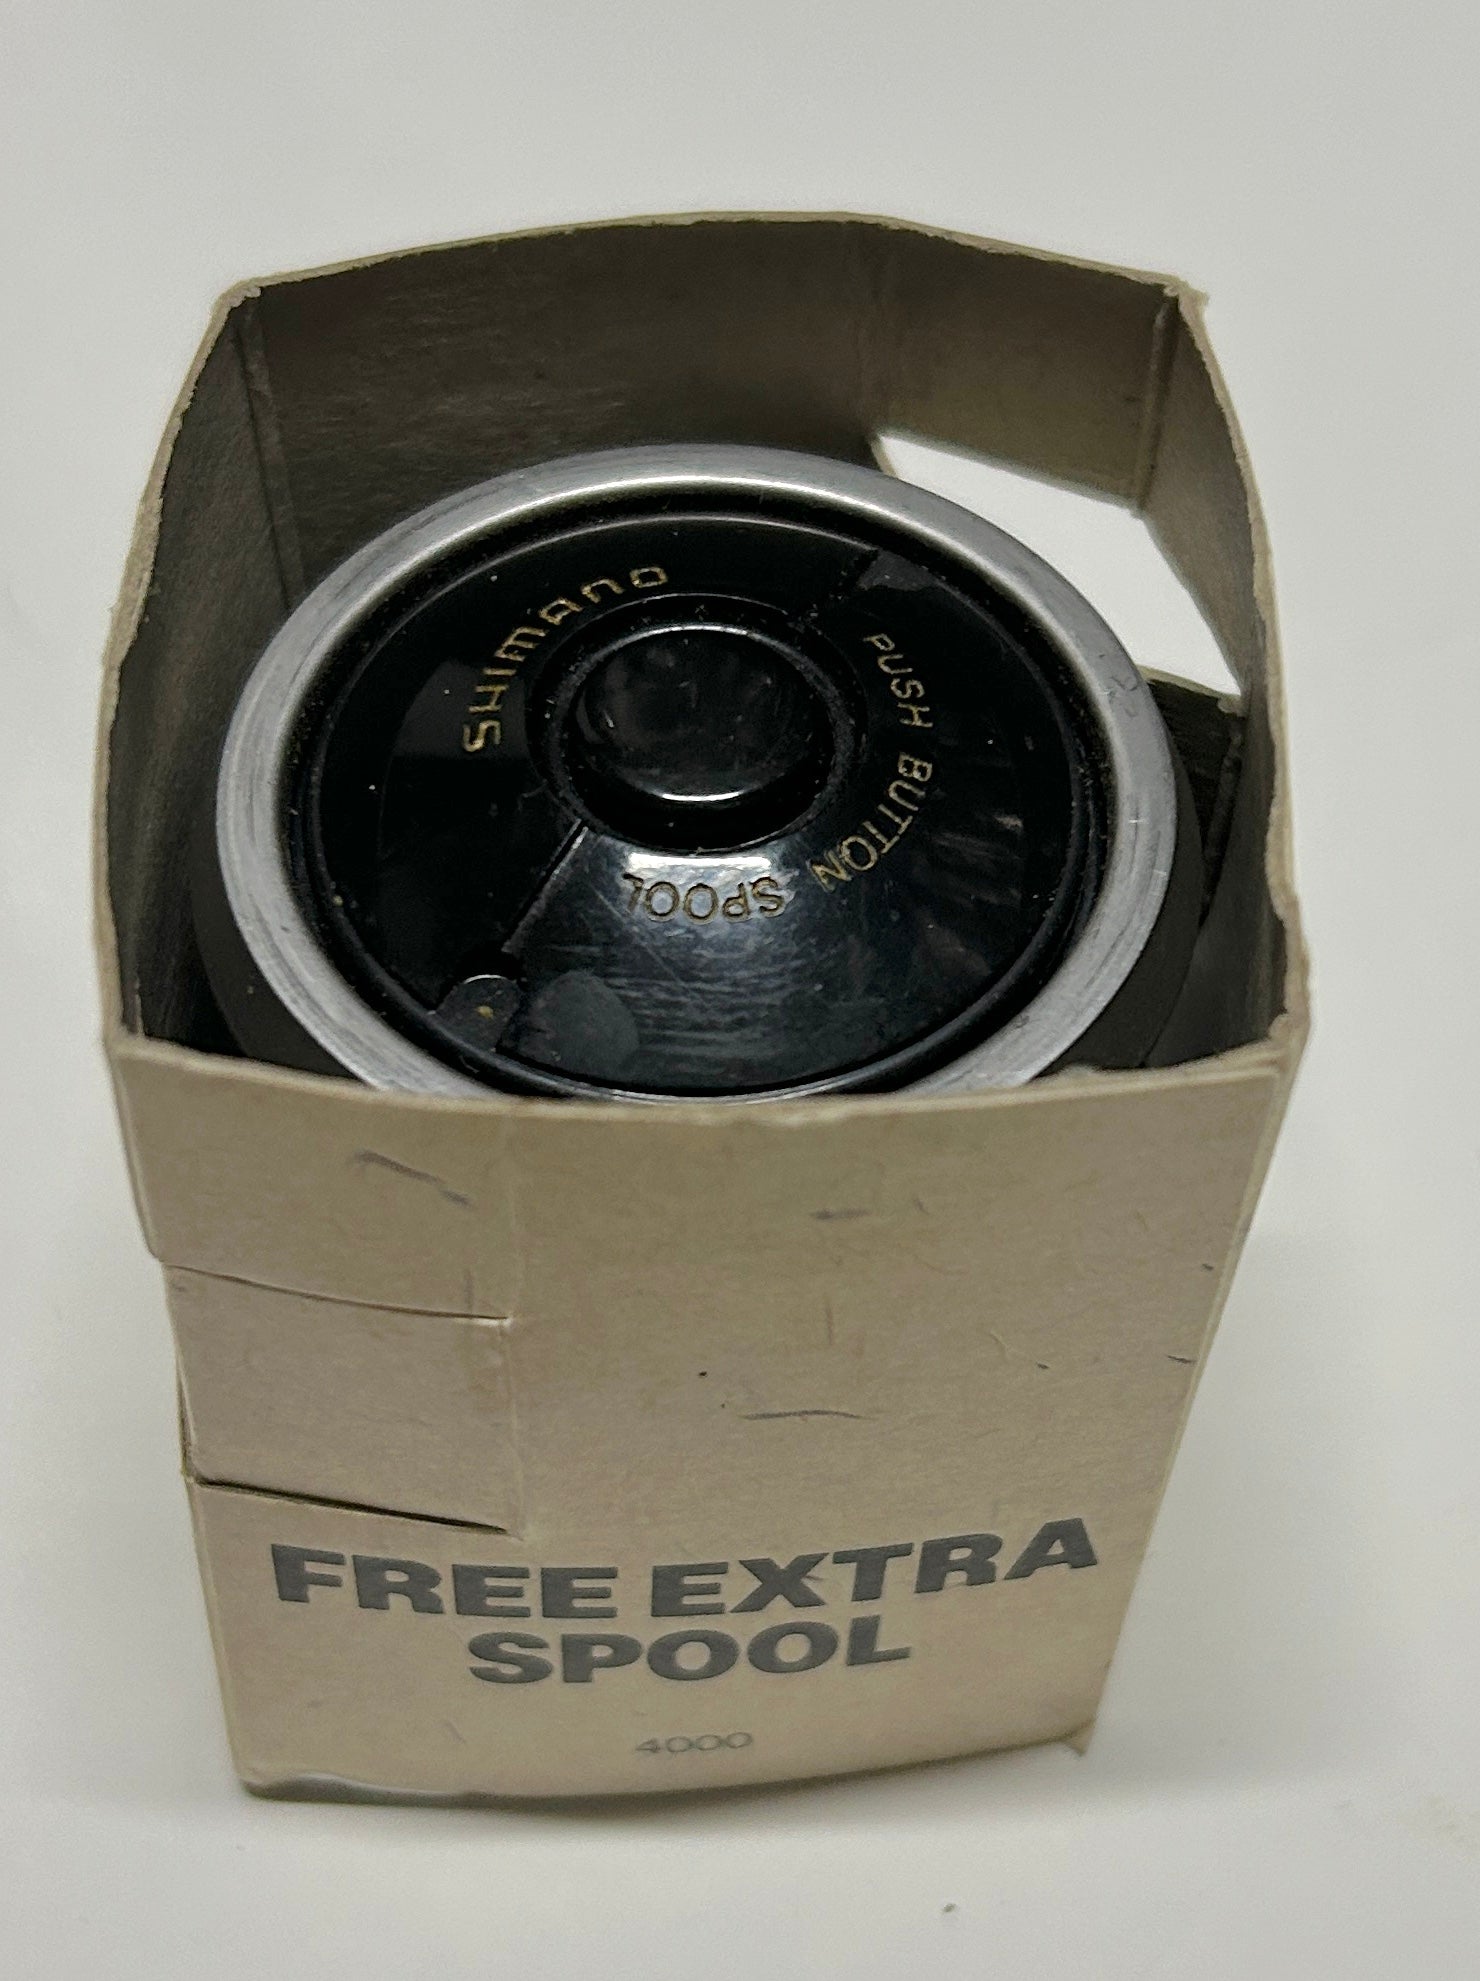 SHIMANO
PUSH BUTTON SPOOL
FREE EXTRA
SPOOL
4000